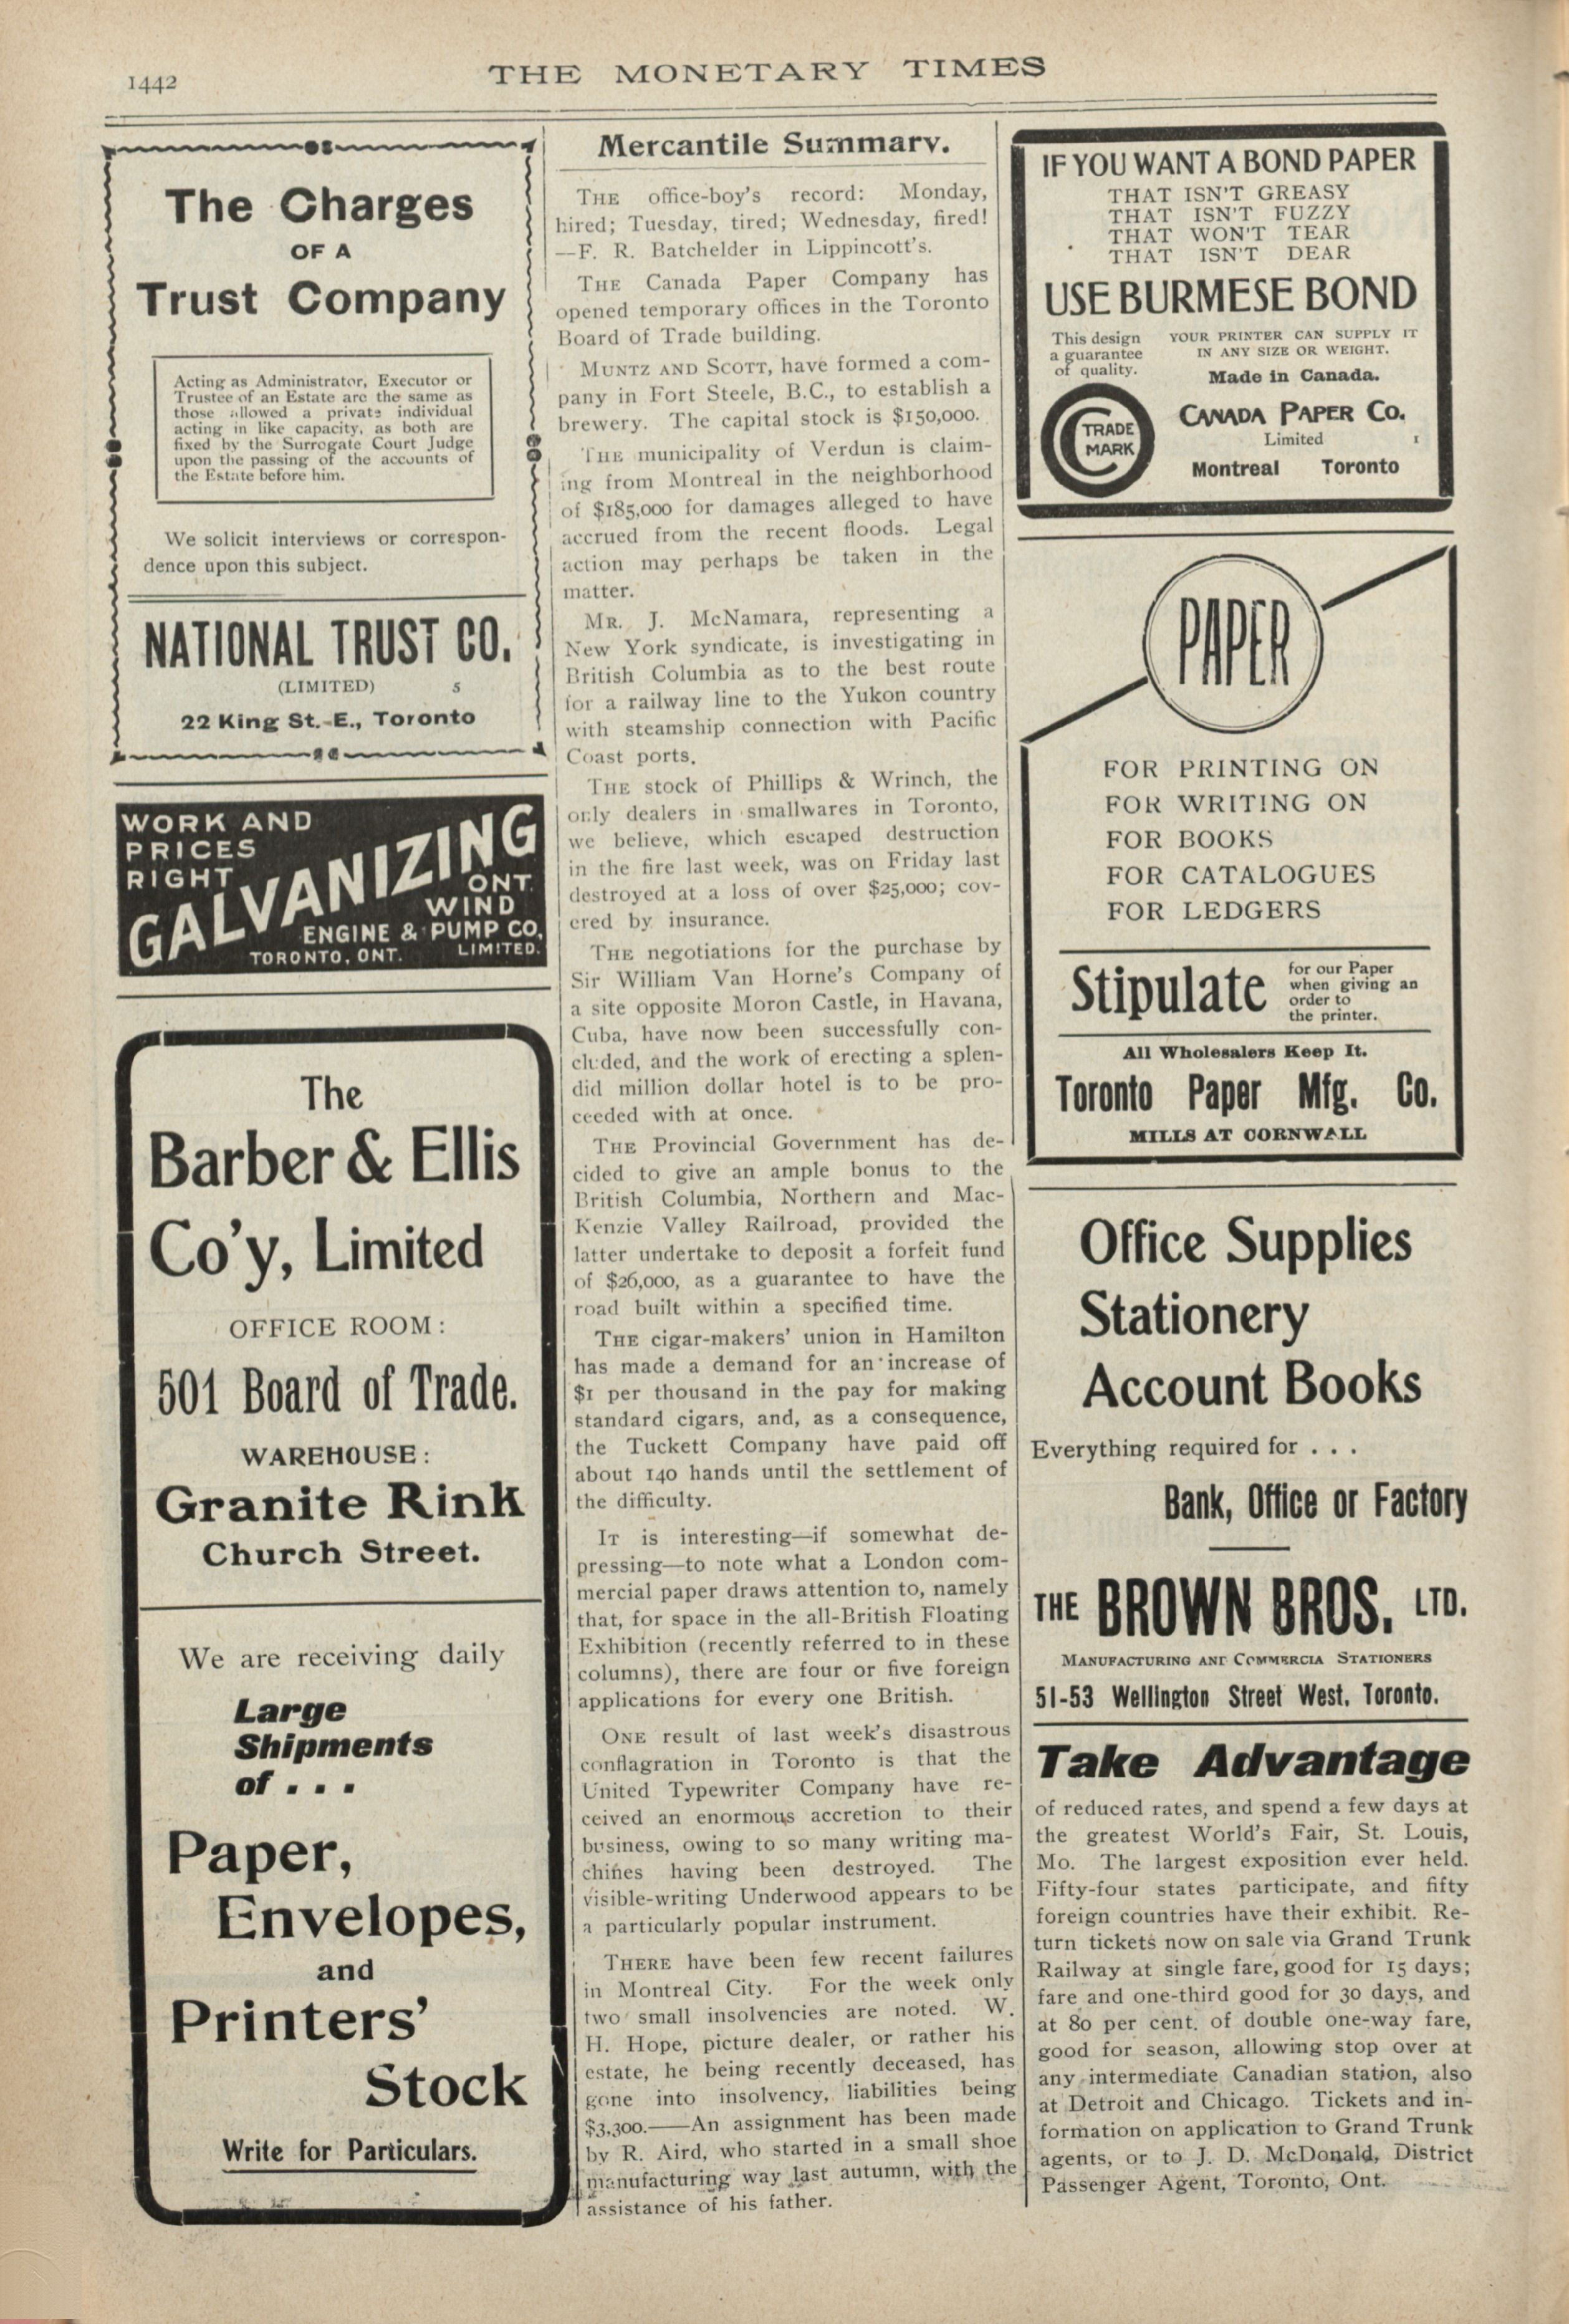 1442
THE MONETARY TIMES
The Charges
OF A
Trust Company
Acting as Administrator, Executor or
Trustee of an Estate are the same as
those allowed a private individual
acting in like capacity, as both are
fixed by the Surrogate Court Judge
upon the passing of the accounts of
the Estate before him.
We solicit interviews or correspon-
dence upon this subject.
NATIONAL TRUST CO.
(LIMITED) 5
22 King St. E., Toronto
WORK AND
PRICES
RIGHT
GALVANIZING
ONT.
WIND
ENGINE & PUMP CO,
TORONTO, ONT. LIMITED.
The
Barber & Ellis
Co'y, Limited
OFFICE ROOM:
501 Board of Trade.
WAREHOUSE:
Granite Rink
Church Street.
We are receiving daily
Large
Shipments
of . . .
Paper,
Envelopes,
and
Printers'
Stock
Write for Particulars.
Mercantile Summary.
THE office-boy's record: Monday,
hired; Tuesday, tired; Wednesday, fired!
—F. R. Batchelder in Lippincott's.
THE Canada Paper Company has
opened temporary offices in the Toronto
Board of Trade building.
MUNTZ AND SCOTT, have formed a com-
pany in Fort Steele, B.C., to establish a
brewery. The capital stock is $150,000.
THE municipality of Verdun is claim-
ing from Montreal in the neighborhood
of $185,000 for damages alleged to have
accrued from the recent floods. Legal
action may perhaps be taken in the
matter.
MR. J. McNamara, representing a
New York syndicate, is investigating in
British Columbia as to the best route
for a railway line to the Yukon country
with steamship connection with Pacific
Coast ports.
THE stock of Phillips & Wrinch, the
only dealers in smallwares in Toronto,
we believe, which escaped destruction
in the fire last week, was on Friday last
destroyed at a loss of over $25,000; cov-
ered by insurance.
THE negotiations for the purchase by
Sir William Van Horne's Company of
a site opposite Moron Castle, in Havana,
Cuba, have now been successfully con-
cluded, and the work of erecting a splen-
did million dollar hotel is to be pro-
ceeded with at once.
THE Provincial Government has de-
cided to give an ample bonus to the
British Columbia, Northern and Mac-
Kenzie Valley Railroad, provided the
latter undertake to deposit a forfeit fund
of $26,000, as a guarantee to have the
road built within a specified time.
THE cigar-makers' union in Hamilton
has made a demand for an increase of
$1 per thousand in the pay for making
standard cigars, and, as a consequence,
the Tuckett Company have paid off
about 140 hands until the settlement of
the difficulty.
IT is interesting—if somewhat de-
pressing—to note what a London com-
mercial paper draws attention to, namely
that, for space in the all-British Floating
Exhibition (recently referred to in these
columns), there are four or five foreign
applications for every one British.
ONE result of last week's disastrous
conflagration in Toronto is that the
United Typewriter Company have re-
ceived an enormous accretion to their
business, owing to so many writing ma-
chines having been destroyed. The
visible-writing Underwood appears to be
a particularly popular instrument.
THERE have been few recent failures
in Montreal City. For the week only
two small insolvencies are noted. W.
H. Hope, picture dealer, or rather his
estate, he being recently deceased, has
gone into insolvency, liabilities being
$3,300.——An assignment has been made
by R. Aird, who started in a small shoe
manufacturing way last autumn, with the
assistance of his father.
IF YOU WANT A BOND PAPER
THAT ISN'T GREASY
THAT ISN'T FUZZY
THAT WON'T TEAR
THAT ISN'T DEAR
USE BURMESE BOND
This design
a guarantee
of quality.
TRADE
MARK
YOUR PRINTER CAN SUPPLY IT
IN ANY SIZE OR WEIGHT.
Made in Canada.
CANADA PAPER CO.
Limited 1
Montreal Toronto
PAPER
FOR PRINTING ON
FOR WRITING ON
FOR BOOKS
FOR CATALOGUES
FOR LEDGERS
Stipulate
for our Paper
when giving an
order to
the printer.
All Wholesalers Keep It.
Toronto Paper Mfg. Co.
MILLS AT CORNWALL
Office Supplies
Stationery
Account Books
Everything required for . . .
Bank, Office or Factory
THE BROWN BROS. LTD.
MANUFACTURING AND COMMERCIA STATIONERS
51-53 Wellington Street West, Toronto.
Take Advantage
of reduced rates, and spend a few days at
the greatest World's Fair, St. Louis,
Mo. The largest exposition ever held.
Fifty-four states participate, and fifty
foreign countries have their exhibit. Re-
turn tickets now on sale via Grand Trunk
Railway at single fare, good for 15 days;
fare and one-third good for 30 days, and
at 80 per cent. of double one-way fare,
good for season, allowing stop over at
any intermediate Canadian station, also
at Detroit and Chicago. Tickets and in-
formation on application to Grand Trunk
agents, or to J. D. McDonald, District
Passenger Agent, Toronto, Ont.